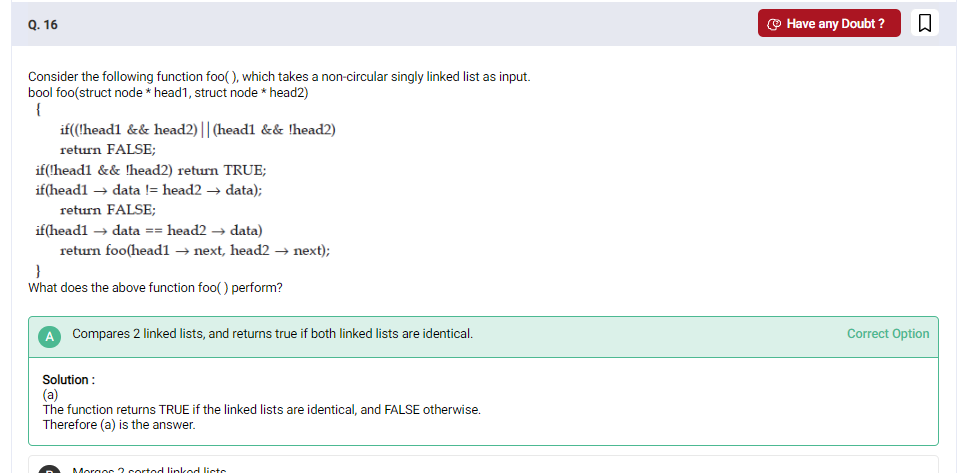 Q. 16
Have any Doubt ?
Consider the following function foo( ), which takes a non-circular singly linked list as input.
bool foo(struct node * head1, struct node * head2)
{
if((!head1 && head2)||(head1 && !head2)
return FALSE;
if(!head1 && !head2) return TRUE;
if(head1 → data != head2 → data);
return FALSE;
if(head1 → data == head2 → data)
return foo(head1 → next, head2 → next);
}
What does the above function foo( ) perform?
A Compares 2 linked lists, and returns true if both linked lists are identical. Correct Option
Solution :
(a)
The function returns TRUE if the linked lists are identical, and FALSE otherwise.
Therefore (a) is the answer.
B Merges 2 sorted linked lists